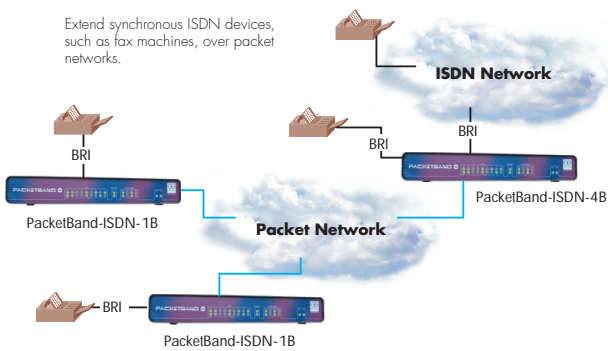 Extend synchronous ISDN devices,
such as fax machines, over packet
networks.
ISDN Network
BRI
BRI
BRI
PACKETBAND
PACKETBAND
PacketBand-ISDN-4B
PacketBand-ISDN-1B
Packet Network
BRI
PACKETBAND
PacketBand-ISDN-1B